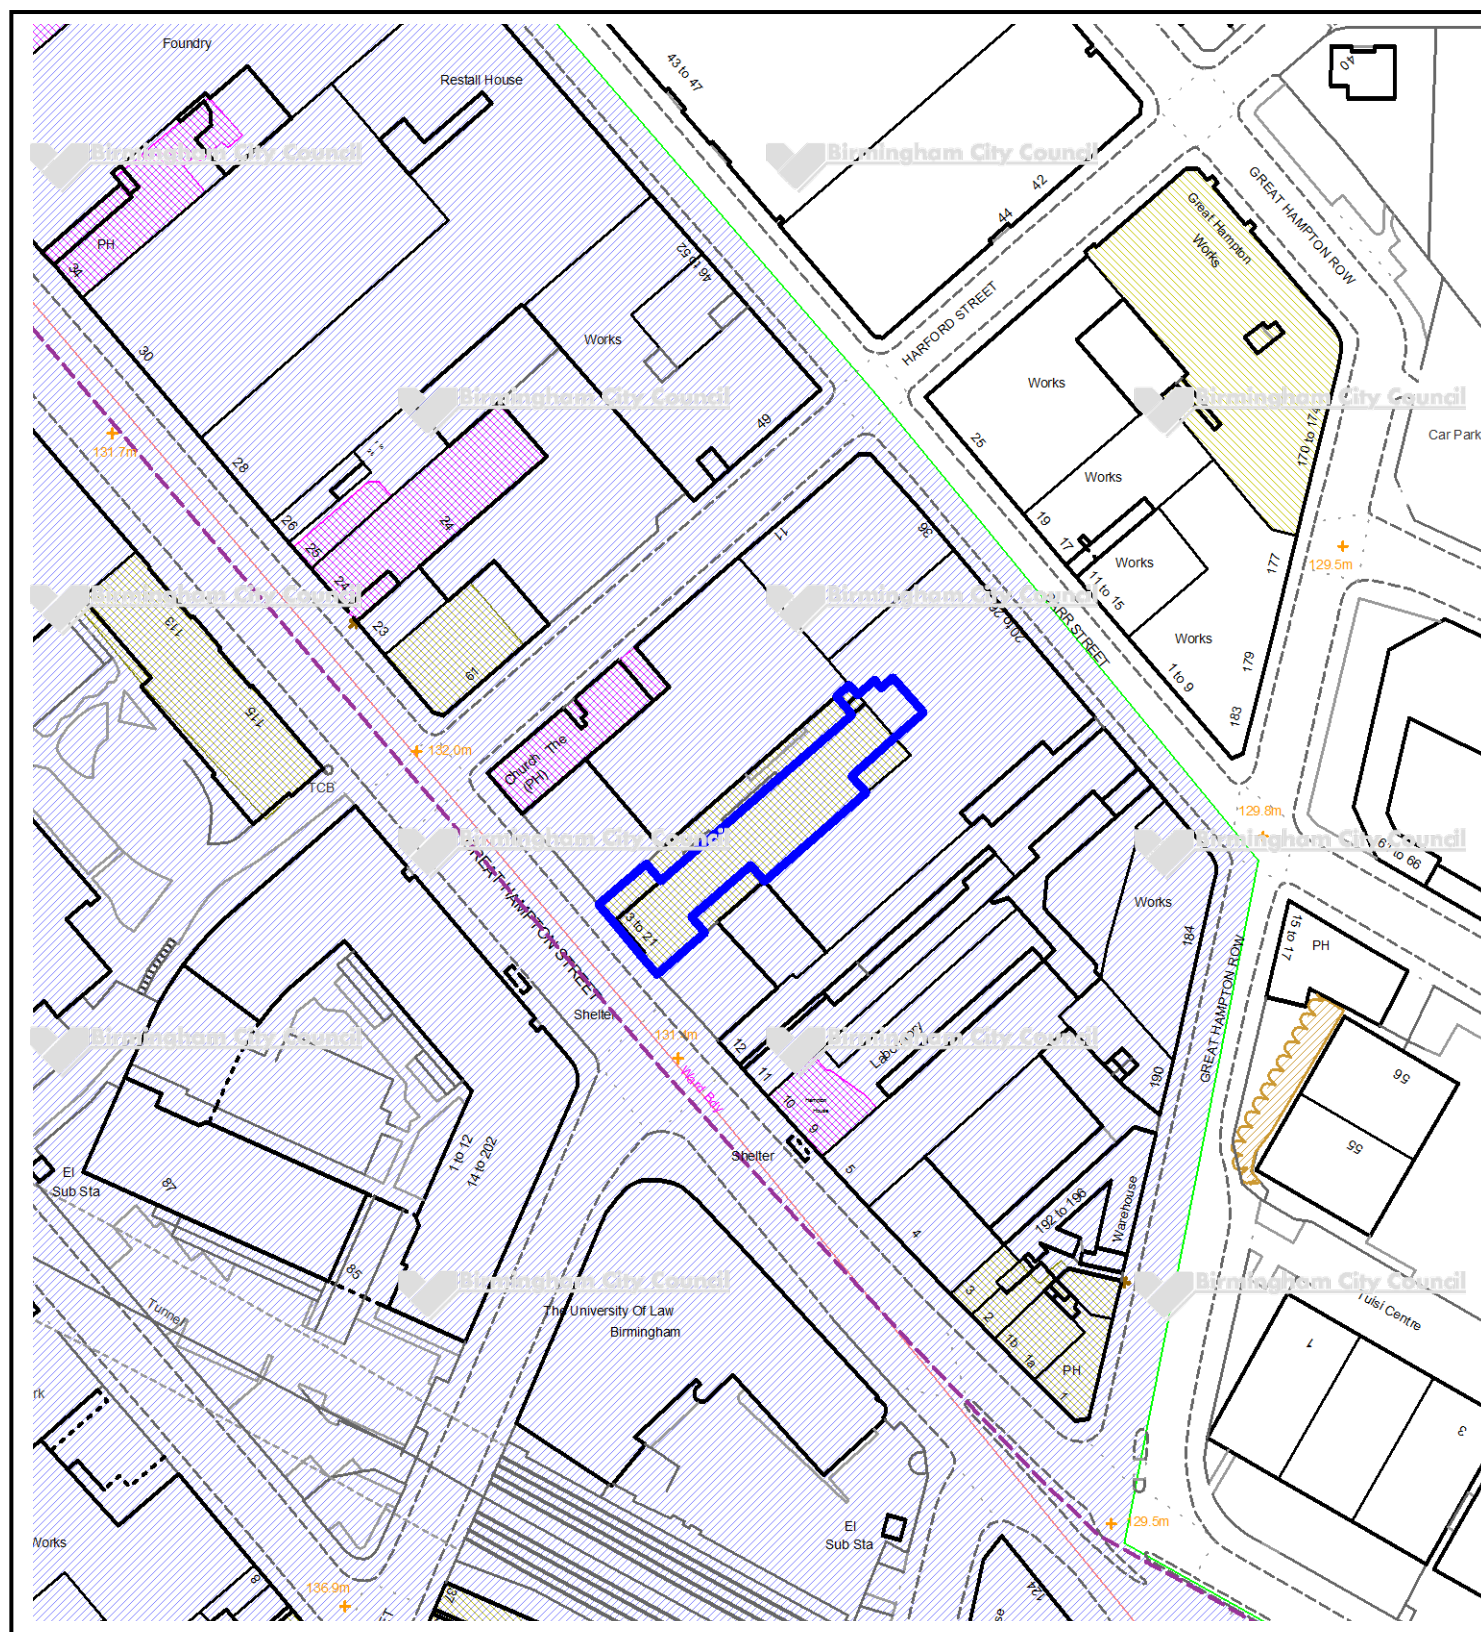 Foundry
Restall House
43 to 47
40
Birmingham City Council
Birmingham City Council
42
44
GREAT HAMPTON ROW
Great Hampton
Works
PH
34
46 to 52
HARFORD STREET
30
Works
Works
Birmingham City Council
Birmingham City Council
Car Park
131.7m
28
49
25
170 to 174
Works
26
24
25
24
11
36
19
17
Works
11 to 15
177
129.5m
Birmingham City Council
Birmingham City Council
113
23
61
115
Works
1 to 9
179
183
132.0m
Church The
(PH)
TCB
129.8m
Birmingham City Council
Birmingham City Council
GREAT HAMPTON STREET
Works
184
15 to 17
PH
GREAT HAMPTON ROW
Shelter
131.4m
Birmingham City Council
Birmingham City Council
12
11
10
9
Laboratory
Ward Bdy
190
56
55
Shelter
5
1 to 12
14 to 202
El
Sub Sta
87
85
192 to 196
Warehouse
4
Birmingham City Council
Birmingham City Council
Tunnel
The University Of Law
Birmingham
3
2
1b
1a
PH
1
1
3
Works
El
Sub Sta
129.5m
8
136.9m
37
124